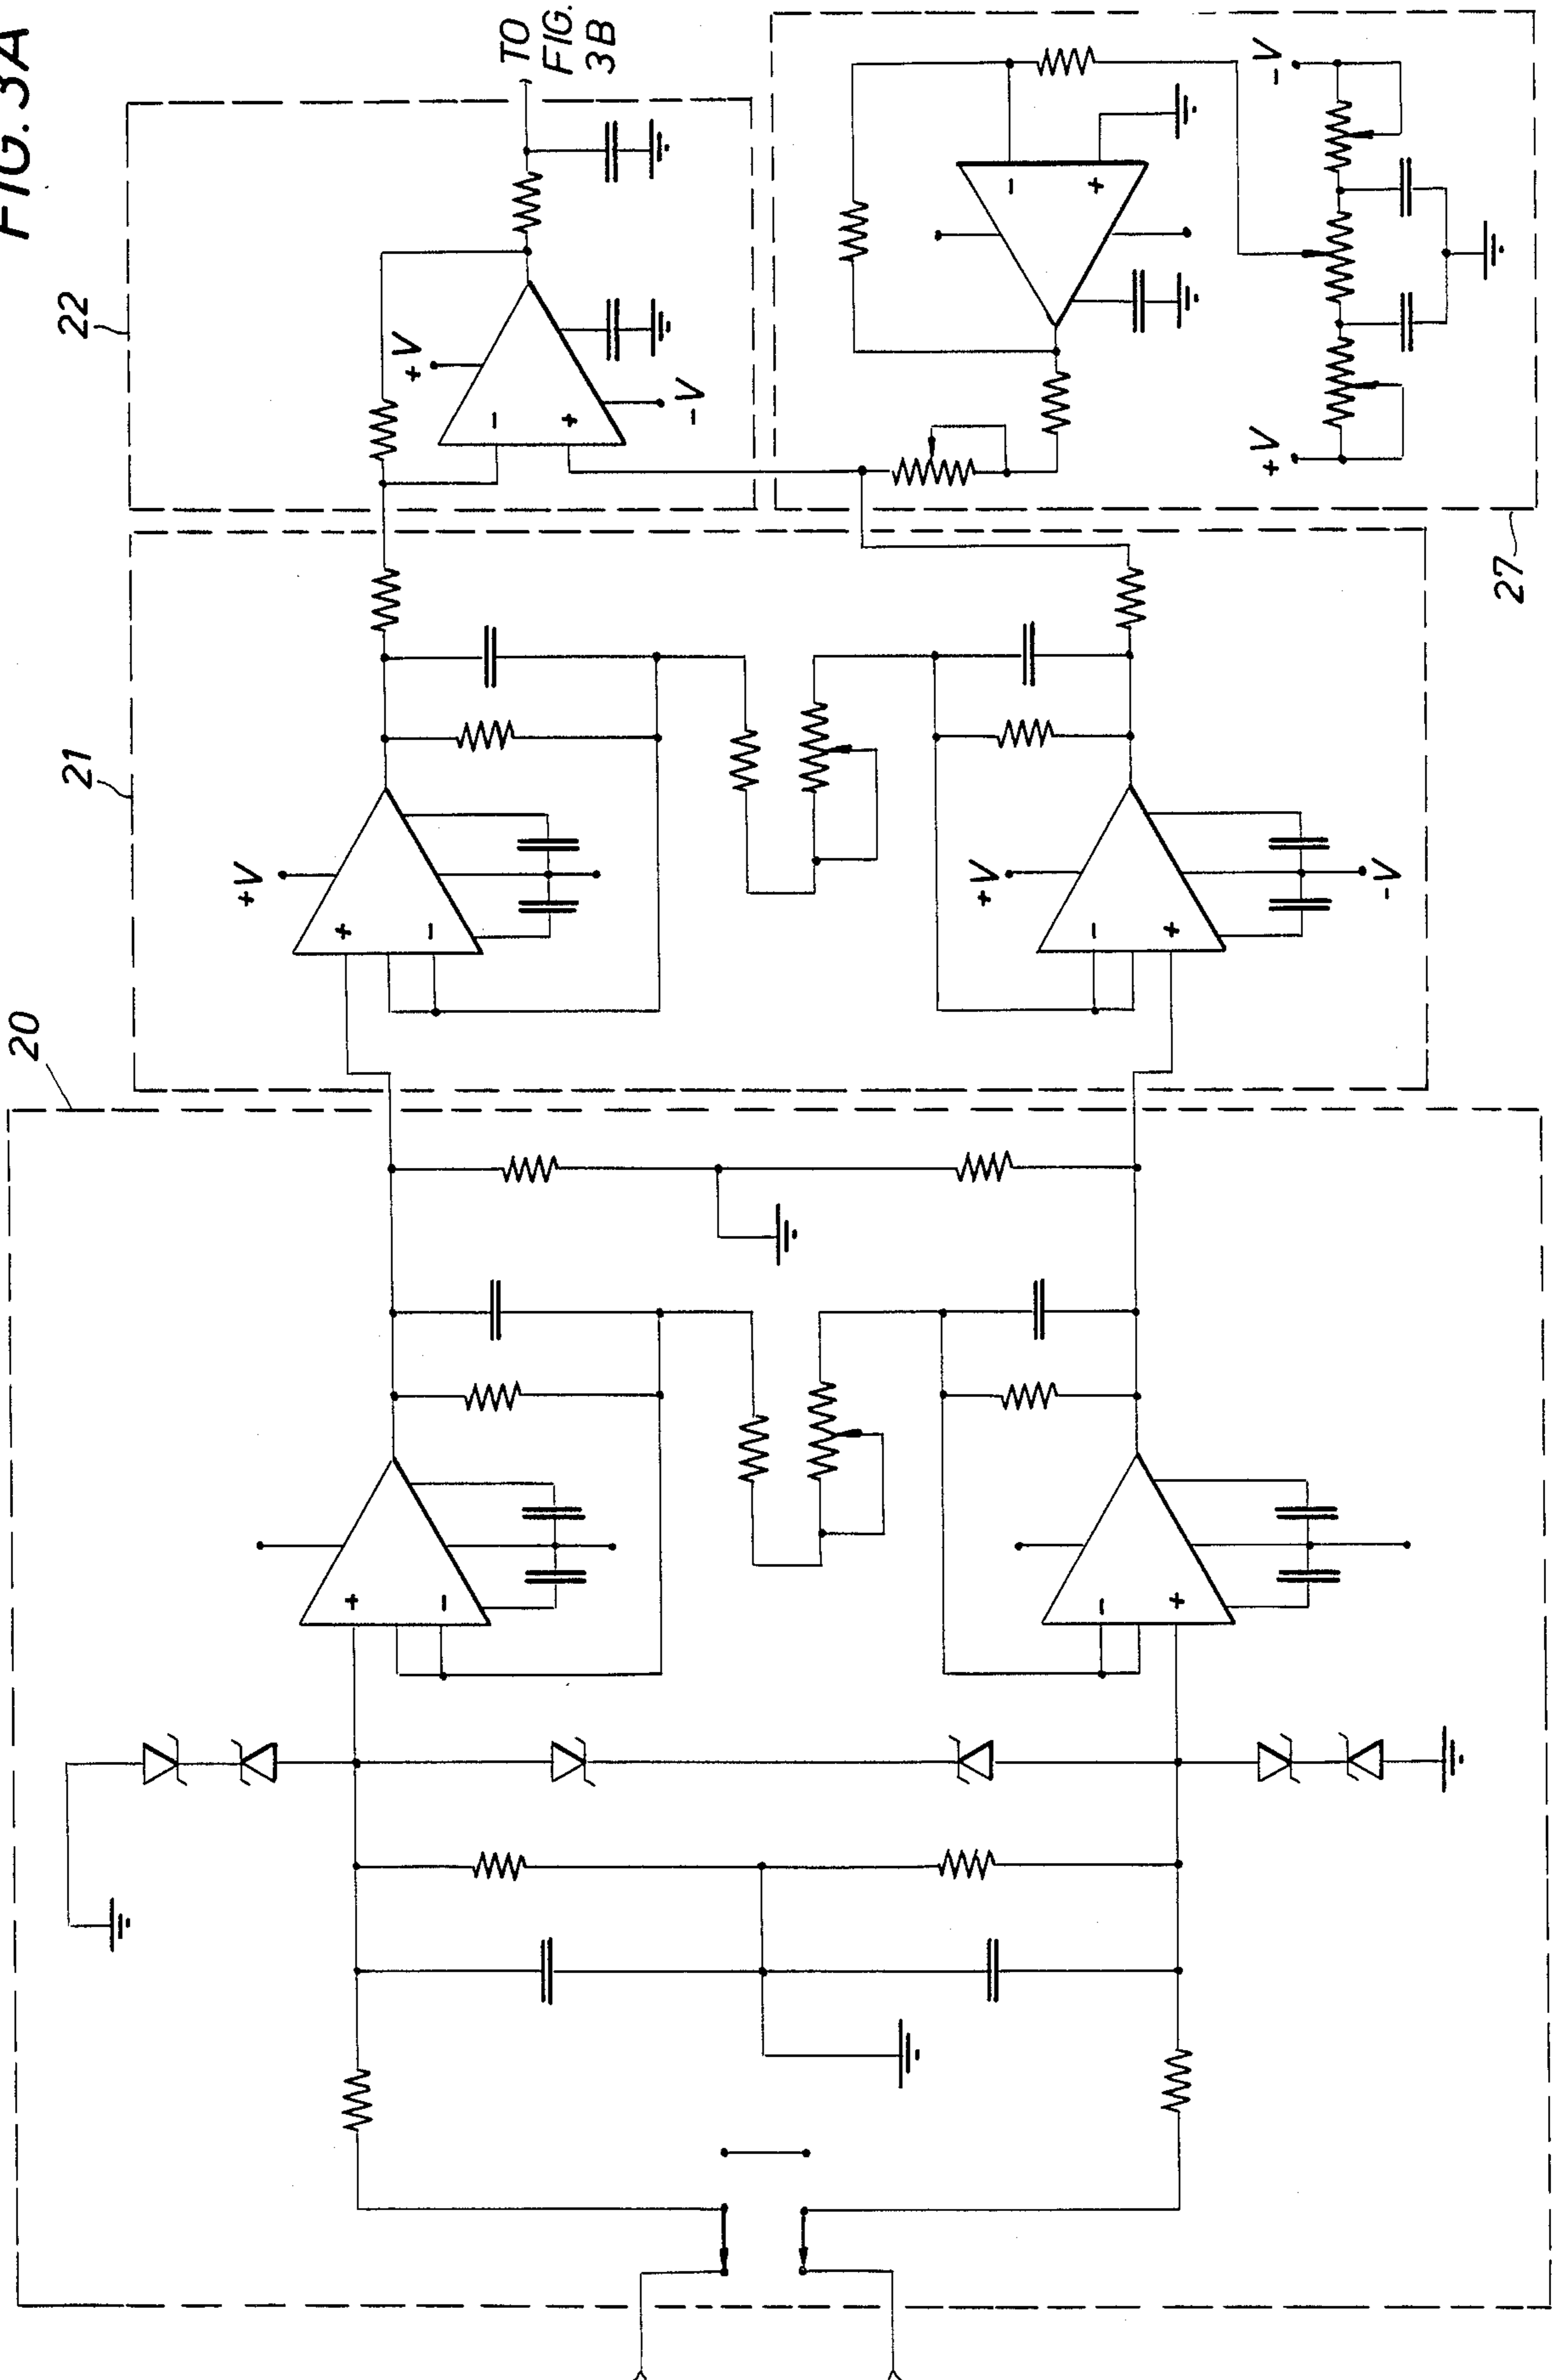 FIG. 3A
22
TO
FIG.
3B
+V
-
+
-V
-
+
+V
-V
27
21
+V
+
-
+V
-
+
-V
20
+
-
-
+